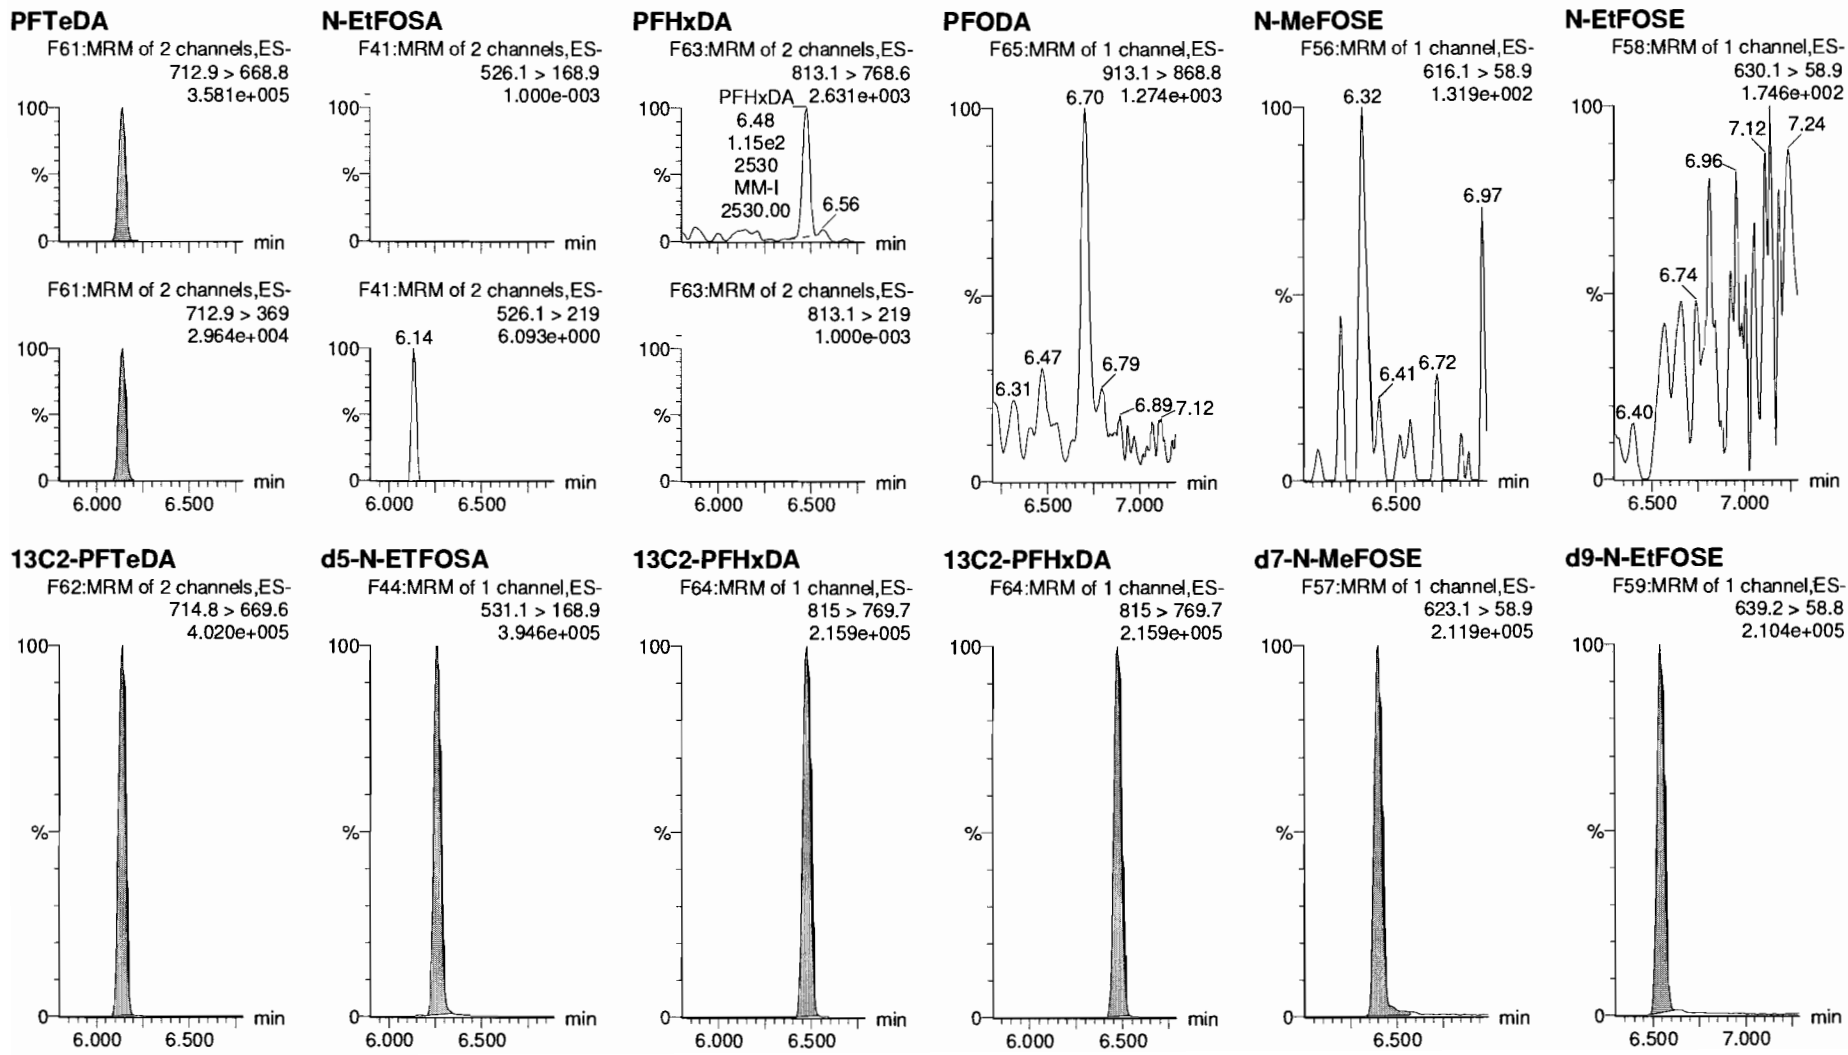 PFTeDA
F61:MRM of 2 channels,ES-
712.9 > 668.8
3.581e+005
100
%
0
min
F61:MRM of 2 channels,ES-
712.9 > 369
2.964e+004
100
%
0
min
6.000 6.500
N-EtFOSA
F41:MRM of 2 channels,ES-
526.1 > 168.9
1.000e-003
100
%
0
min
F41:MRM of 2 channels,ES-
526.1 > 219
6.093e+000
6.14
100
%
0
min
6.000 6.500
PFHxDA
F63:MRM of 2 channels,ES-
813.1 > 768.6
2.631e+003
100
PFHxDA
6.48
1.15e2
2530
MM-I
2530.00
6.56
%
0
min
F63:MRM of 2 channels,ES-
813.1 > 219
1.000e-003
100
%
0
min
6.000 6.500
PFODA
F65:MRM of 1 channel,ES-
913.1 > 868.8
1.274e+003
6.70
100
%
6.31
6.47
6.79
6.89
7.12
0
min
6.500 7.000
N-MeFOSE
F56:MRM of 1 channel,ES-
616.1 > 58.9
1.319e+002
6.32
100
6.97
%
6.41
6.72
0
min
6.500
N-EtFOSE
F58:MRM of 1 channel,ES-
630.1 > 58.9
1.746e+002
100
7.12
7.24
6.96
6.74
%
6.40
0
min
6.500 7.000
13C2-PFTeDA
F62:MRM of 2 channels,ES-
714.8 > 669.6
4.020e+005
100
%
0
min
6.000 6.500
d5-N-ETFOSA
F44:MRM of 1 channel,ES-
531.1 > 168.9
3.946e+005
100
%
0
min
6.000 6.500
13C2-PFHxDA
F64:MRM of 1 channel,ES-
815 > 769.7
2.159e+005
100
%
0
min
6.000 6.500
13C2-PFHxDA
F64:MRM of 1 channel,ES-
815 > 769.7
2.159e+005
100
%
0
min
6.000 6.500
d7-N-MeFOSE
F57:MRM of 1 channel,ES-
623.1 > 58.9
2.119e+005
100
%
0
min
6.500
d9-N-EtFOSE
F59:MRM of 1 channel,ES-
639.2 > 58.8
2.104e+005
100
%
0
min
6.500 7.000